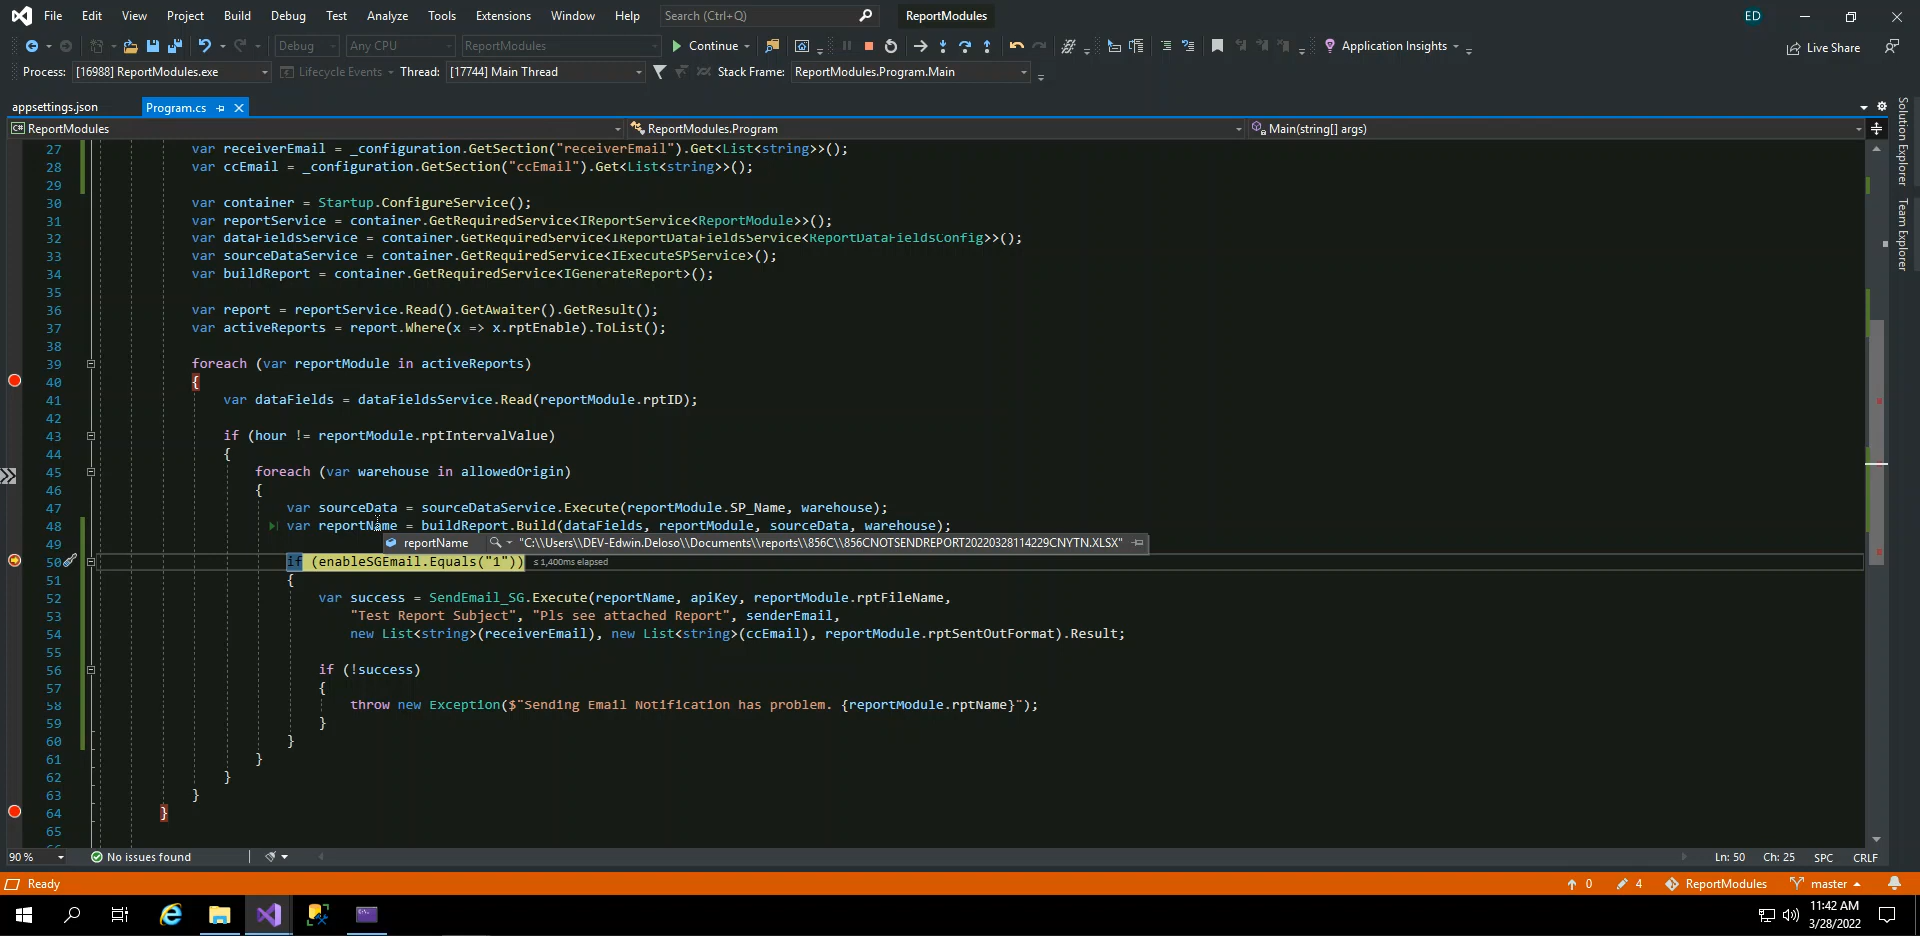 File Edit View Project Build Debug Test Analyze Tools Extensions Window Help Search (Ctrl+Q) ReportModules ED
Debug Any CPU ReportModules Continue Application Insights Live Share
Process: [16988] ReportModules.exe Lifecycle Events Thread: [17744] Main Thread Stack Frame: ReportModules.Program.Main
appsettings.json Program.cs
C# ReportModules ReportModules.Program Main(string[] args)
27 var receiverEmail = _configuration.GetSection("receiverEmail").Get<List<string>>();
28 var ccEmail = _configuration.GetSection("ccEmail").Get<List<string>>();
29
30 var container = Startup.ConfigureService();
31 var reportService = container.GetRequiredService<IReportService<ReportModule>>();
32 var dataFieldsService = container.GetRequiredService<IReportDataFieldsService<ReportDataFieldsConfig>>();
33 var sourceDataService = container.GetRequiredService<IExecuteSPService>();
34 var buildReport = container.GetRequiredService<IGenerateReport>();
35
36 var report = reportService.Read().GetAwaiter().GetResult();
37 var activeReports = report.Where(x => x.rptEnable).ToList();
38
39 foreach (var reportModule in activeReports)
40 {
41 var dataFields = dataFieldsService.Read(reportModule.rptID);
42
43 if (hour != reportModule.rptIntervalValue)
44 {
45 foreach (var warehouse in allowedOrigin)
46 {
47 var sourceData = sourceDataService.Execute(reportModule.SP_Name, warehouse);
48 var reportName = buildReport.Build(dataFields, reportModule, sourceData, warehouse);
49 reportName "C:\\Users\\DEV-Edwin.Deloso\\Documents\\reports\\856C\\856CNOTSENDREPORT20220328114229CNYTN.XLSX"
50 if (enableSGEmail.Equals("1")) ≤ 1,400ms elapsed
51 {
52 var success = SendEmail_SG.Execute(reportName, apiKey, reportModule.rptFileName,
53 "Test Report Subject", "Pls see attached Report", senderEmail,
54 new List<string>(receiverEmail), new List<string>(ccEmail), reportModule.rptSentOutFormat).Result;
55
56 if (!success)
57 {
58 throw new Exception($"Sending Email Notification has problem. {reportModule.rptName}");
59 }
60 }
61 }
62 }
63 }
64 }
65
Solution Explorer
Team Explorer
90 % No issues found Ln: 50 Ch: 25 SPC CRLF
Ready 0 4 ReportModules master
11:42 AM
3/28/2022